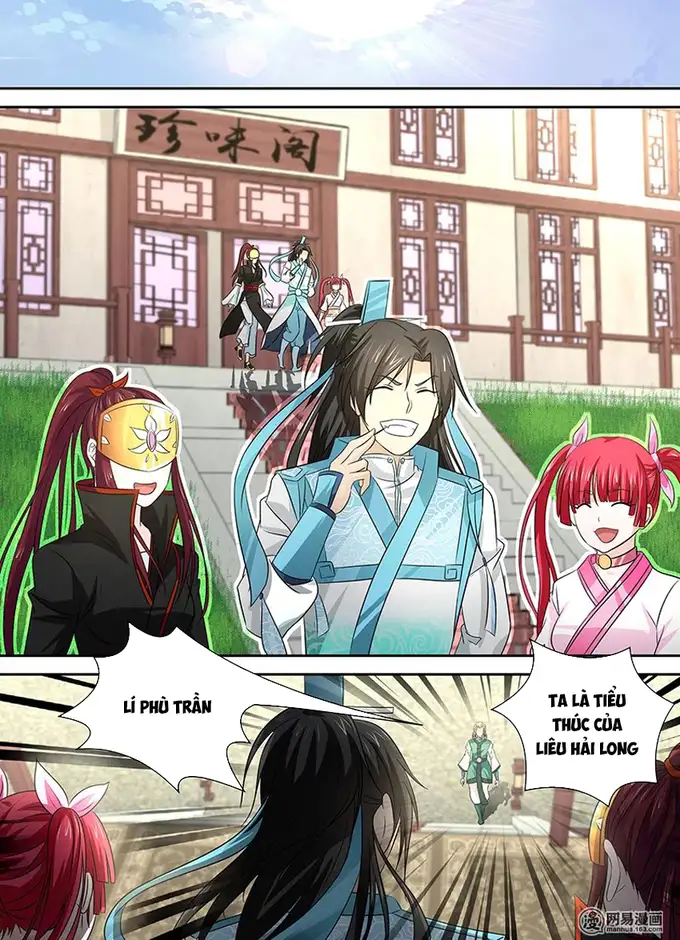 珍味阁
LÍ PHÙ TRẦN
TA LÀ TIỂU
THÚC CỦA
LIÊU HẢI LONG
网易漫画
manhua.163.com